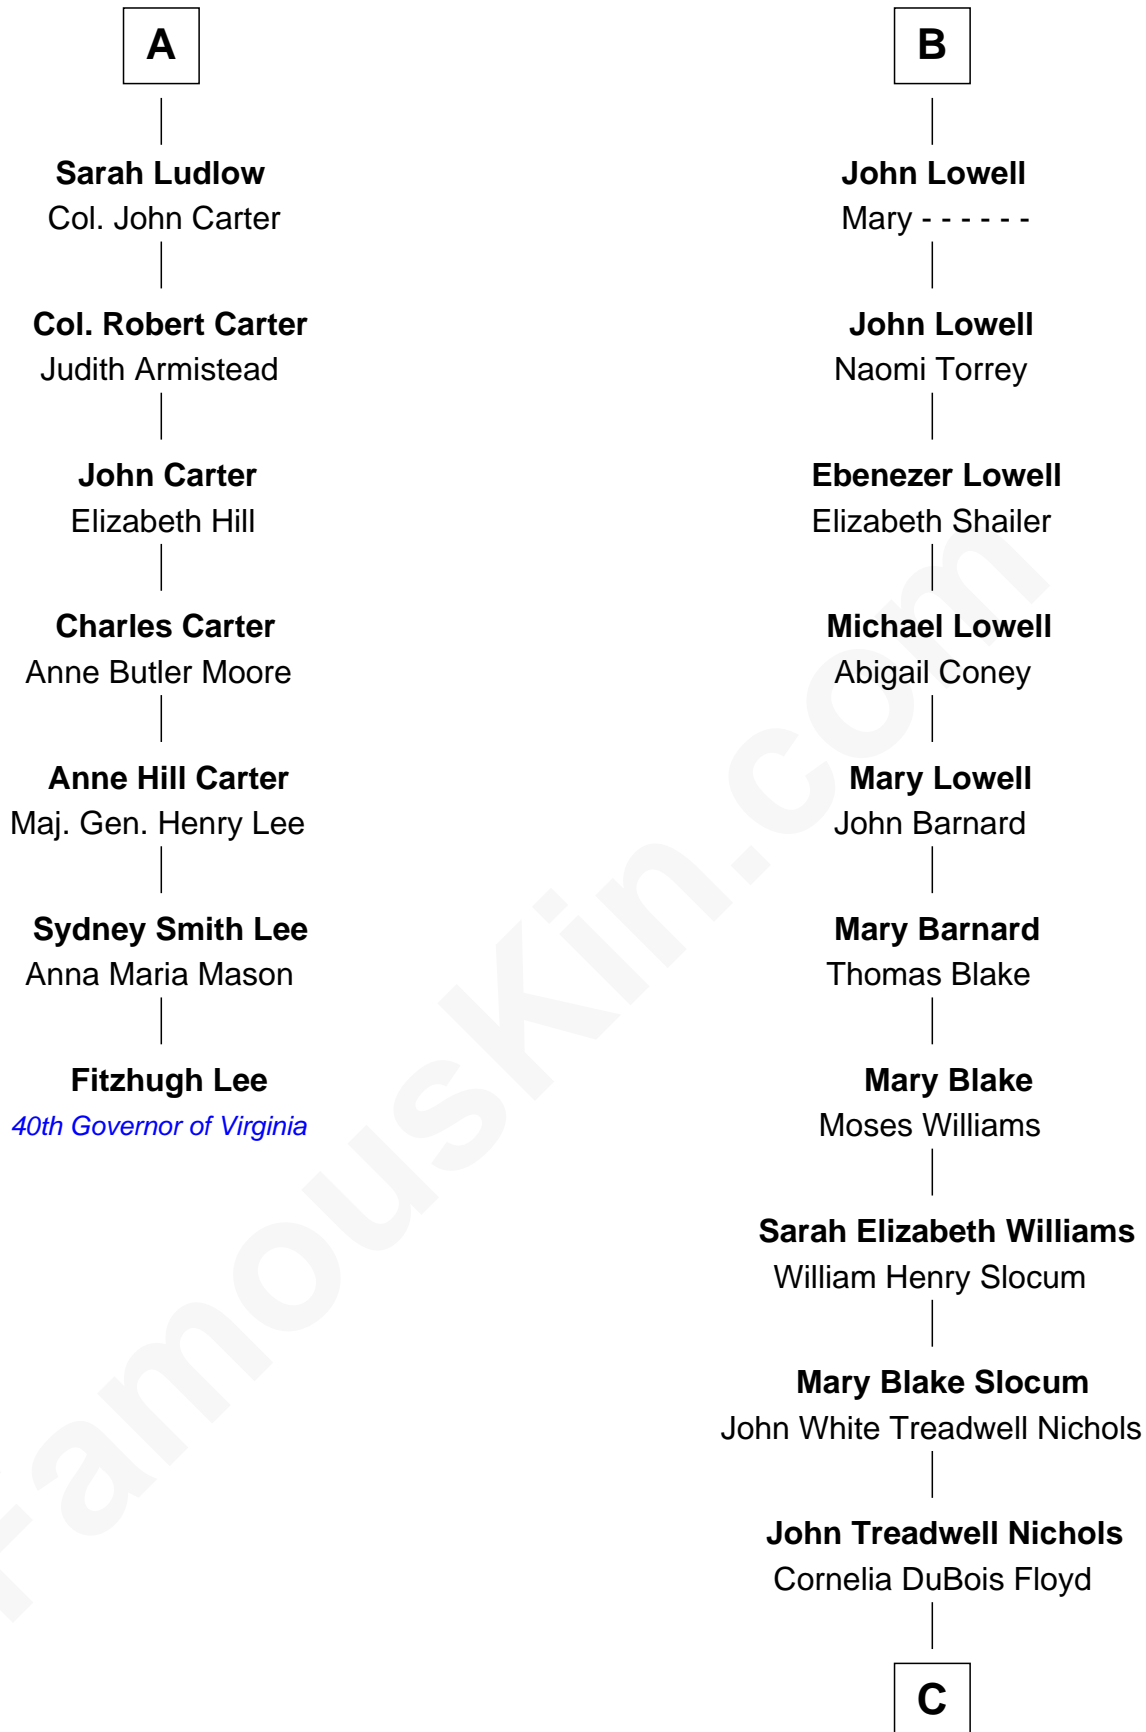 A
Sarah Ludlow
Col. John Carter
Col. Robert Carter
Judith Armistead
John Carter
Elizabeth Hill
Charles Carter
Anne Butler Moore
Anne Hill Carter
Maj. Gen. Henry Lee
Sydney Smith Lee
Anna Maria Mason
Fitzhugh Lee
40th Governor of Virginia
B
John Lowell
Mary - - - - - -
John Lowell
Naomi Torrey
Ebenezer Lowell
Elizabeth Shailer
Michael Lowell
Abigail Coney
Mary Lowell
John Barnard
Mary Barnard
Thomas Blake
Mary Blake
Moses Williams
Sarah Elizabeth Williams
William Henry Slocum
Mary Blake Slocum
John White Treadwell Nichols
John Treadwell Nichols
Cornelia DuBois Floyd
C
FamousKin.com